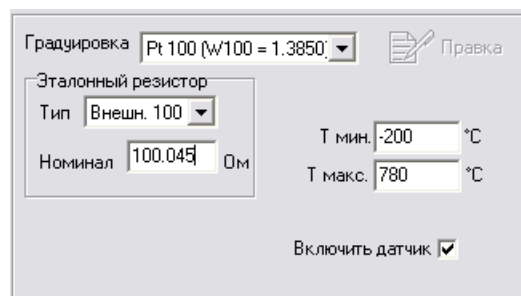 Градуировка Pt 100 (W100 = 1.3850) Правка
Эталонный резистор
Тип Внешн. 100
Номинал 100.045 Ом
Т мин. -200 °C
Т макс. 780 °C
Включить датчик